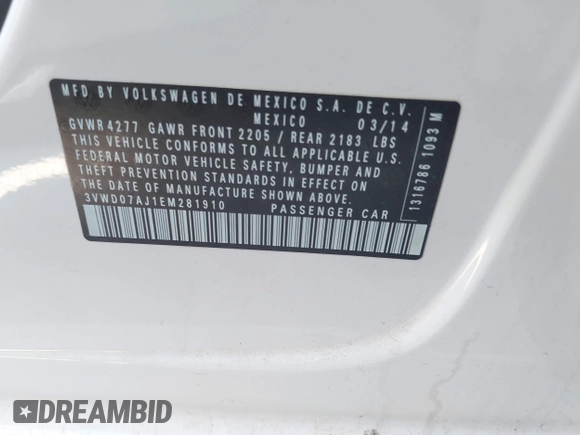 MFD. BY VOLKSWAGEN DE MEXICO S.A. DE C.V.
MEXICO 03/14
GVWR 4277 GAWR FRONT 2205 / REAR 2183 LBS
THIS VEHICLE CONFORMS TO ALL APPLICABLE U.S.
FEDERAL MOTOR VEHICLE SAFETY, BUMPER AND
THEFT PREVENTION STANDARDS IN EFFECT ON
THE DATE OF MANUFACTURE SHOWN ABOVE.
3VWD07AJ1EM281910 PASSENGER CAR
1316786 1093 M
DREAMBID